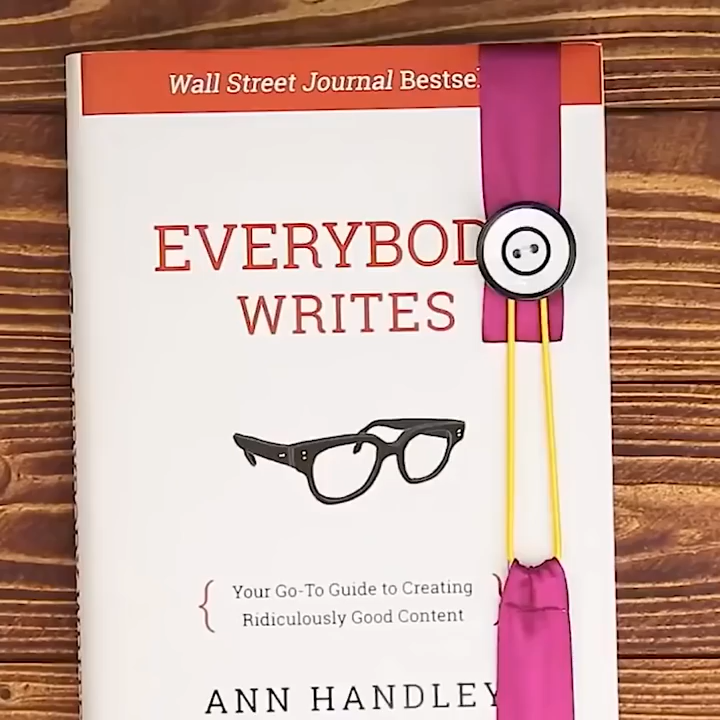 Wall Street Journal Bestse
EVERYBOD
WRITES
Your Go-To Guide to Creating
Ridiculously Good Content
ANN HANDLEY